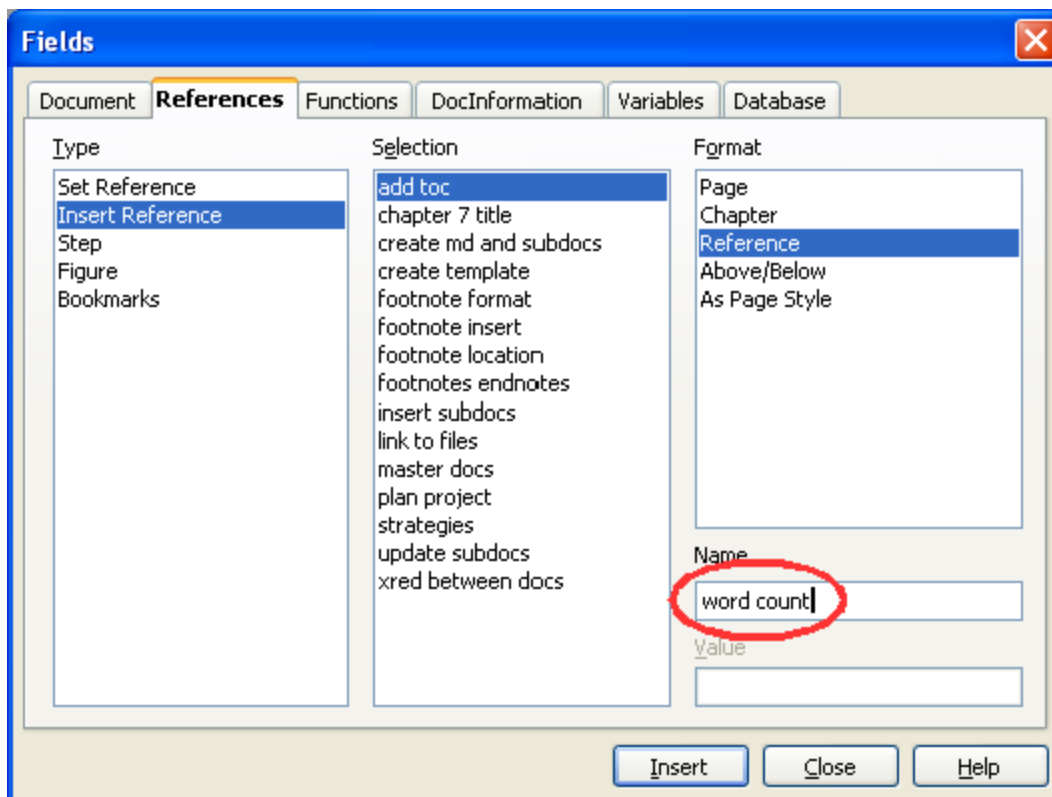 Fields
Document References Functions DocInformation Variables Database
Type
Set Reference
Insert Reference
Step
Figure
Bookmarks
Selection
add toc
chapter 7 title
create md and subdocs
create template
footnote format
footnote insert
footnote location
footnotes endnotes
insert subdocs
link to files
master docs
plan project
strategies
update subdocs
xred between docs
Format
Page
Chapter
Reference
Above/Below
As Page Style
Name
word count
Value
Insert Close Help